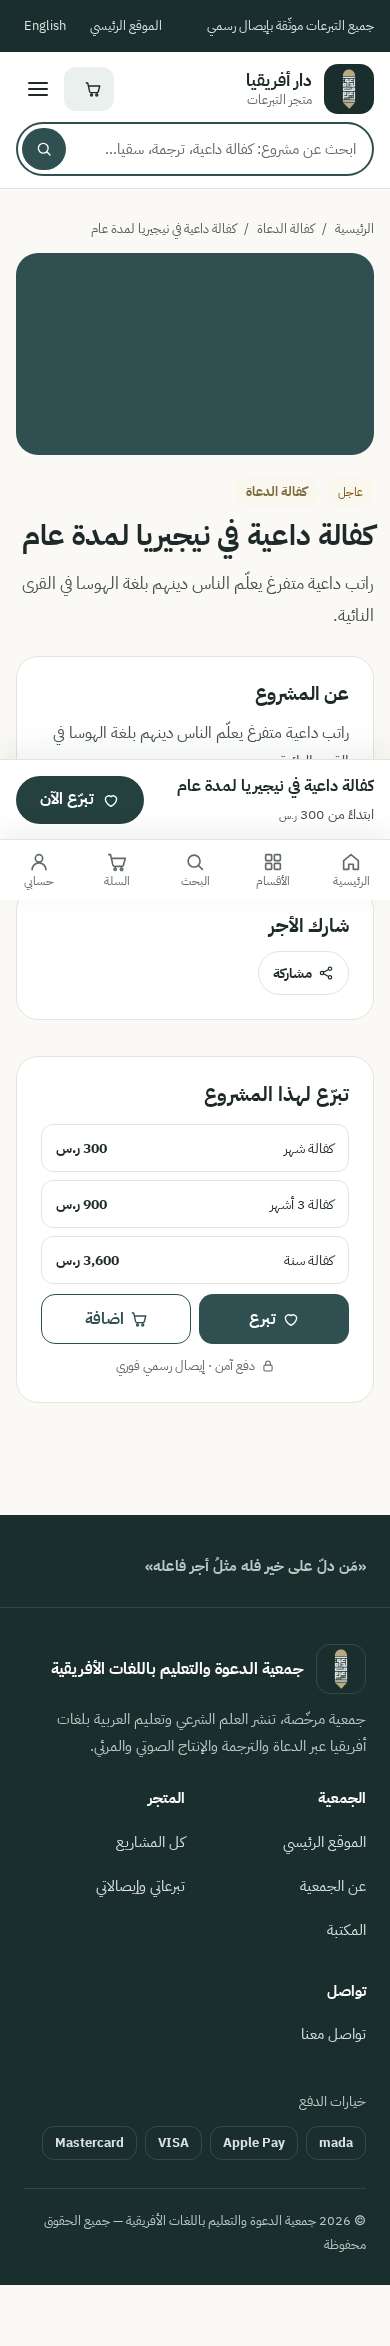 جميع التبرعات موثّقة بإيصال رسمي
الموقع الرئيسي
English
دار أفريقيا
متجر التبرعات
ابحث عن مشروع: كفالة داعية، ترجمة، سقيا...
الرئيسية / كفالة الدعاة / كفالة داعية في نيجيريا لمدة عام
عاجل
كفالة الدعاة
كفالة داعية في نيجيريا لمدة عام
راتب داعية متفرغ يعلّم الناس دينهم بلغة الهوسا في القرى
النائية.
عن المشروع
راتب داعية متفرغ يعلّم الناس دينهم بلغة الهوسا في
كفالة داعية في نيجيريا لمدة عام
ابتداءً من 300 ر.س
تبرّع الآن
الرئيسية
الأقسام
البحث
السلة
حسابي
شارك الأجر
مشاركة
تبرّع لهذا المشروع
كفالة شهر
300 ر.س
كفالة 3 أشهر
900 ر.س
كفالة سنة
3,600 ر.س
تبرع
اضافة
دفع آمن · إيصال رسمي فوري
«مَن دلّ على خير فله مثلُ أجر فاعله»
جمعية الدعوة والتعليم باللغات الأفريقية
جمعية مرخّصة، تنشر العلم الشرعي وتعليم العربية بلغات
أفريقيا عبر الدعاة والترجمة والإنتاج الصوتي والمرئي.
الجمعية
الموقع الرئيسي
عن الجمعية
المكتبة
المتجر
كل المشاريع
تبرعاتي وإيصالاتي
تواصل
تواصل معنا
خيارات الدفع
mada
Apple Pay
VISA
Mastercard
© 2026 جمعية الدعوة والتعليم باللغات الأفريقية — جميع الحقوق
محفوظة